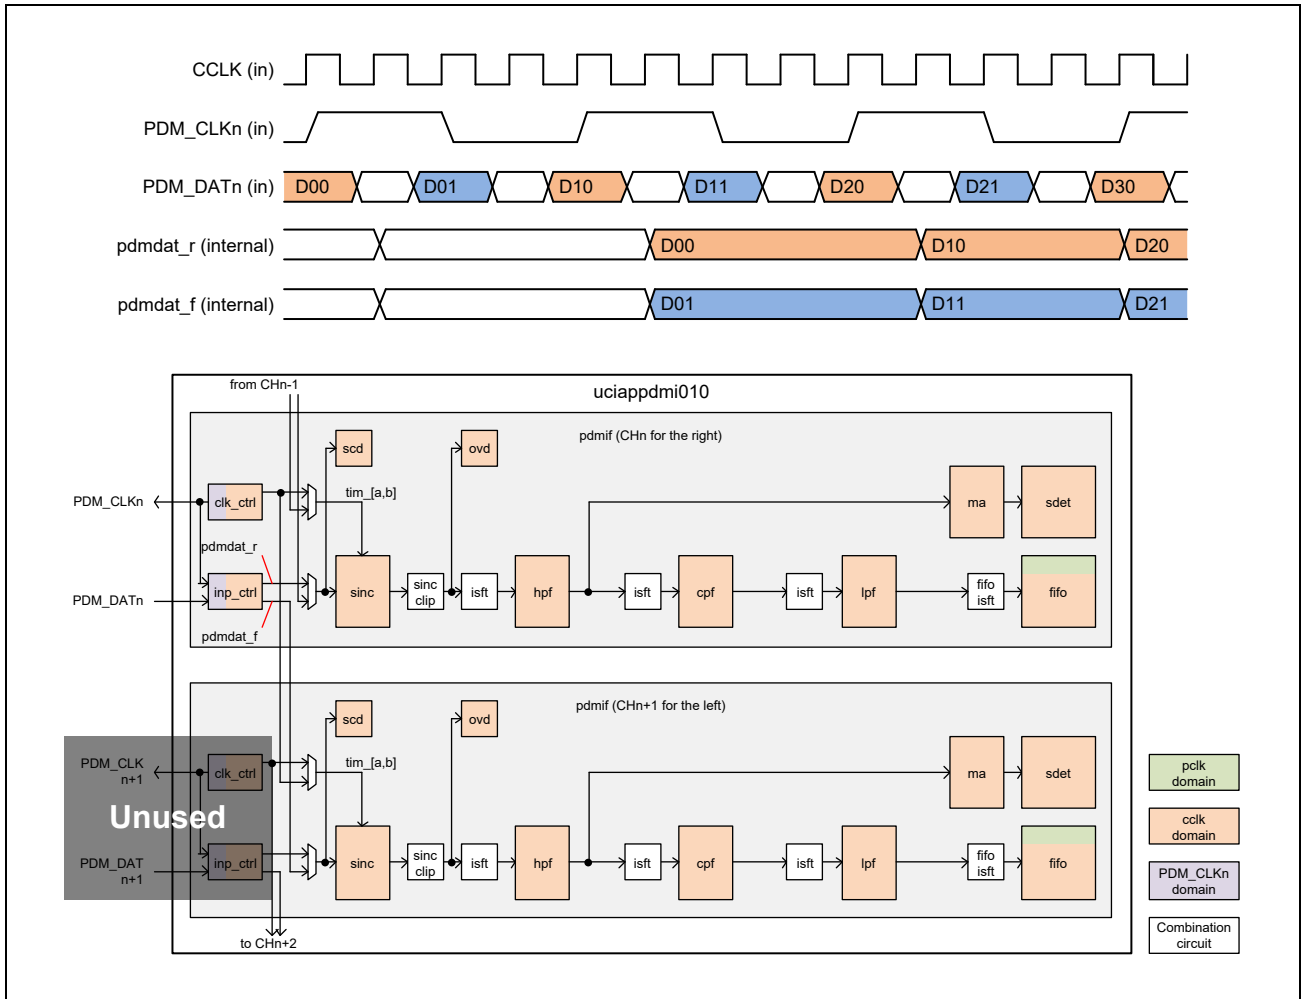 CCLK (in)
PDM_CLKn (in)
PDM_DATn (in)
D00
D01
D10
D11
D20
D21
D30
pdmdat_r (internal)
D00
D10
D20
pdmdat_f (internal)
D01
D11
D21
from CHn-1
uciappdmi010
pdmif (CHn for the right)
scd
ovd
PDM_CLKn
clk_ctrl
tim_[a,b]
ma
sdet
pdmdat_r
PDM_DATn
inp_ctrl
sinc
sinc
clip
isft
hpf
isft
cpf
isft
lpf
fifo
isft
fifo
pdmdat_f
pdmif (CHn+1 for the left)
scd
ovd
PDM_CLK
n+1
clk_ctrl
tim_[a,b]
ma
sdet
Unused
PDM_DAT
n+1
inp_ctrl
sinc
sinc
clip
isft
hpf
isft
cpf
isft
lpf
fifo
isft
fifo
to CHn+2
pclk
domain
cclk
domain
PDM_CLKn
domain
Combination
circuit